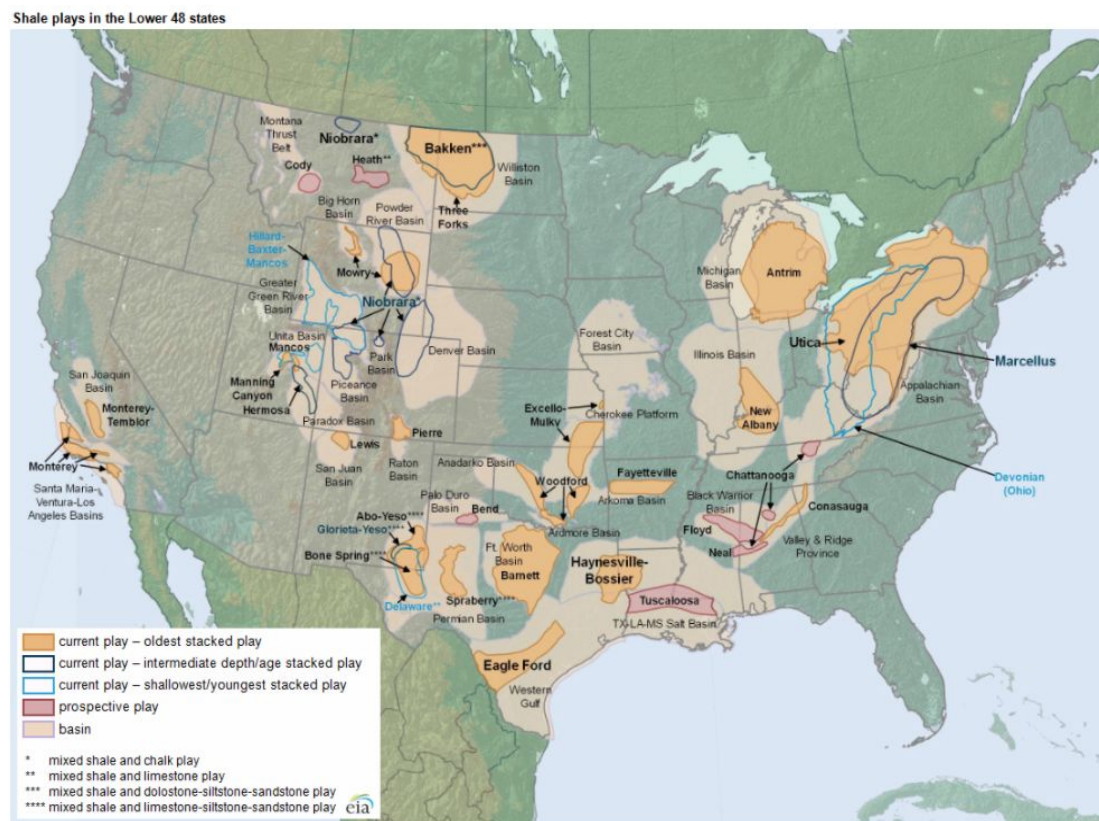 Shale plays in the Lower 48 states
Montana
Thrust
Belt
Niobrara*
Bakken***
Cody
Heath**
Williston
Basin
Big Horn
Basin
Powder
River Basin
Three
Forks
Hillard-
Baxter-
Mancos
Mowry
Greater
Green River
Basin
Niobrara*
Michigan
Basin
Antrim
Unita Basin
Mancos
Park
Basin
Denver Basin
Forest City
Basin
Illinois Basin
Utica
Marcellus
San Joaquin
Basin
Manning
Canyon
Piceance
Basin
Hermosa
Appalachian
Basin
Monterey-
Temblor
Paradox Basin
Excello-
Mulky
Cherokee Platform
New
Albany
Pierre
Lewis
Monterey
San Juan
Basin
Raton
Basin
Anadarko Basin
Woodford
Fayetteville
Chattanooga
Devonian
(Ohio)
Santa Maria-
Ventura-Los
Angeles Basins
Palo Duro
Basin
Bend
Arkoma Basin
Black Warrior
Basin
Conasauga
Abo-Yeso****
Glorieta-Yeso****
Ardmore Basin
Floyd
Neal
Valley & Ridge
Province
Bone Spring****
Ft. Worth
Basin
Barnett
Haynesville-
Bossier
Delaware**
Spraberry****
Permian Basin
Tuscaloosa
TX-LA-MS Salt Basin
Eagle Ford
Western
Gulf
current play – oldest stacked play
current play – intermediate depth/age stacked play
current play – shallowest/youngest stacked play
prospective play
basin
* mixed shale and chalk play
** mixed shale and limestone play
*** mixed shale and dolostone-siltstone-sandstone play
**** mixed shale and limestone-siltstone-sandstone play
eia